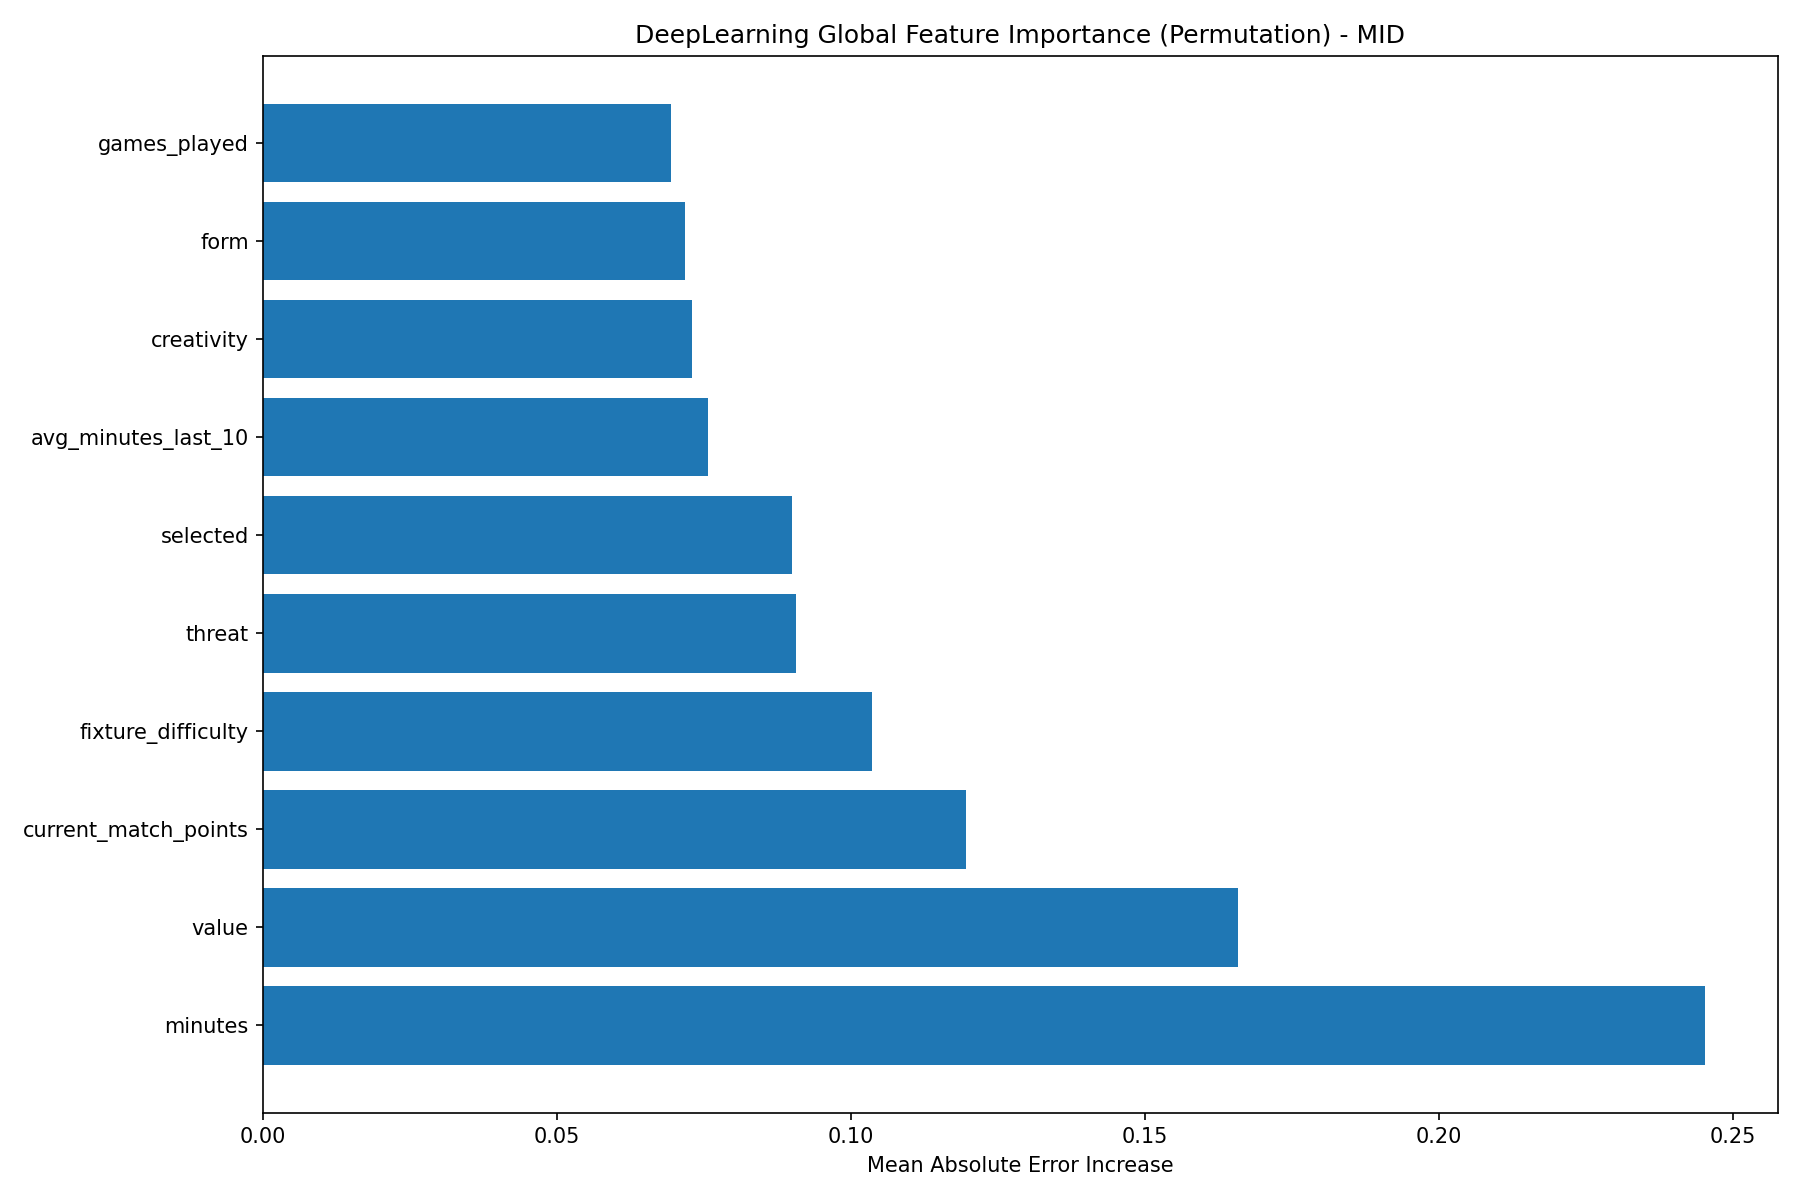 DeepLearning Global Feature Importance (Permutation) - MID
games_played
form
creativity
avg_minutes_last_10
selected
threat
fixture_difficulty
current_match_points
value
minutes
0.00 0.05 0.10 0.15 0.20 0.25
Mean Absolute Error Increase